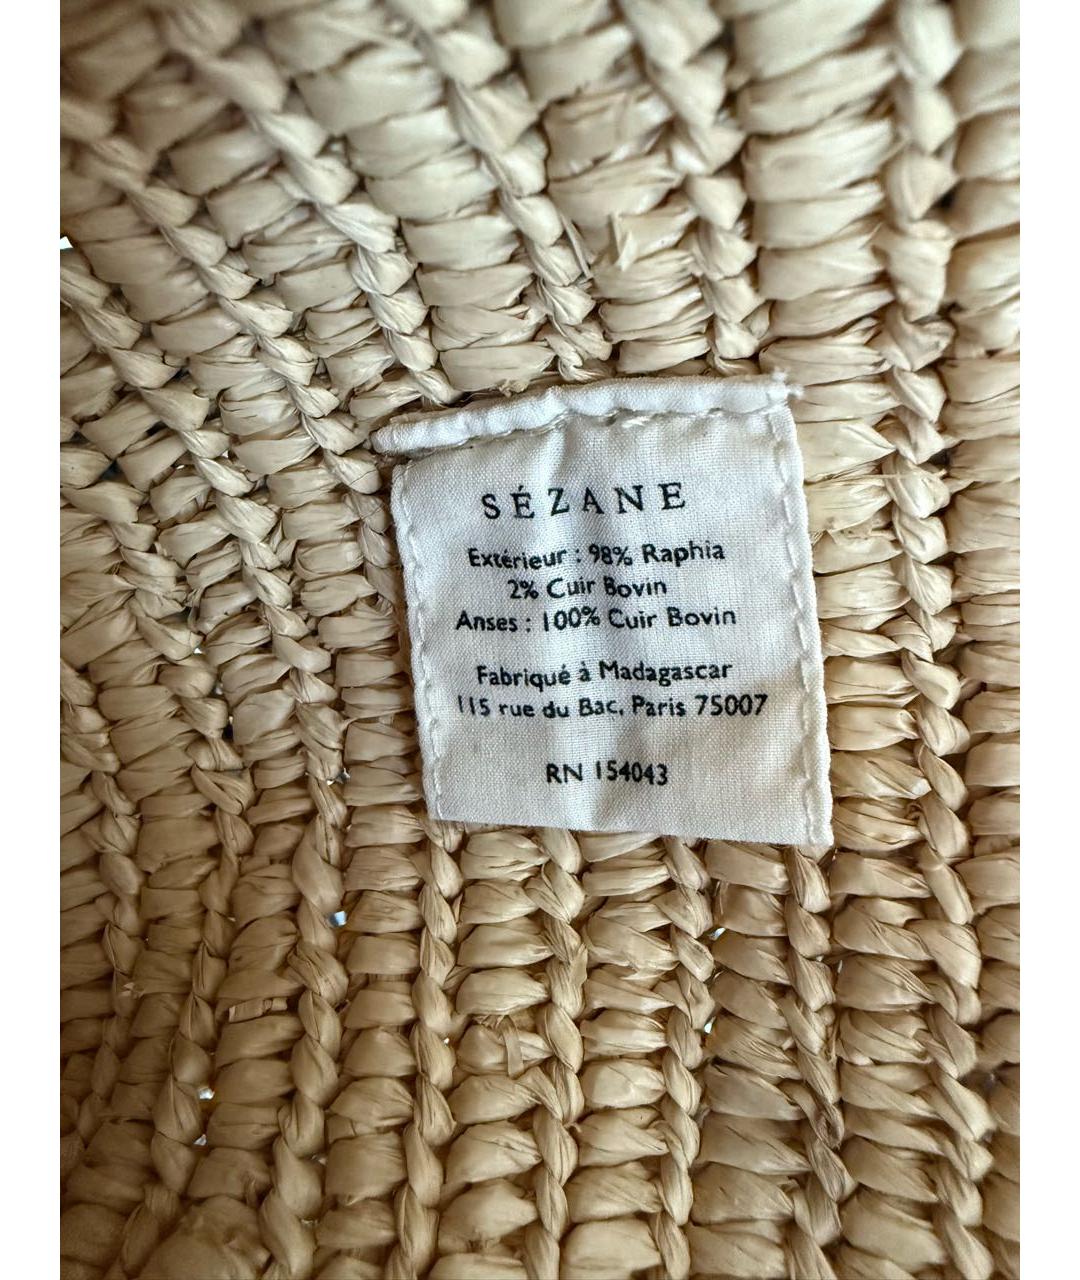 SÉZANE
Extérieur : 98% Raphia
2% Cuir Bovin
Anses : 100% Cuir Bovin
Fabriqué à Madagascar
115 rue du Bac, Paris 75007
RN 154043